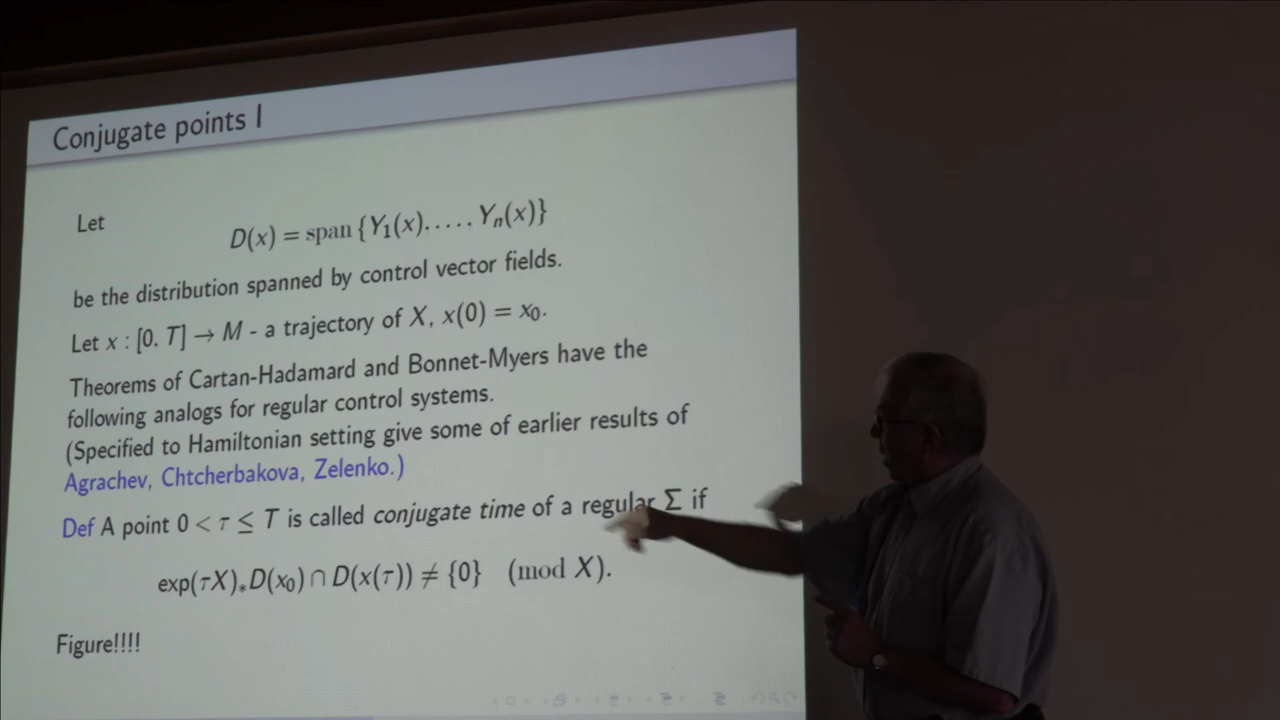 Conjugate points I
Let
D(x) = span {Y₁(x), . . . , Yₙ(x)}
be the distribution spanned by control vector fields.
Let x : [0, T] → M - a trajectory of X, x(0) = x₀.
Theorems of Cartan-Hadamard and Bonnet-Myers have the
following analogs for regular control systems.
(Specified to Hamiltonian setting give some of earlier results of
Agrachev, Chtcherbakova, Zelenko.)
Def A point 0 < τ ≤ T is called conjugate time of a regular Σ if
exp(τX)⁎D(x₀) ∩ D(x(τ)) ≠ {0} (mod X).
Figure!!!!